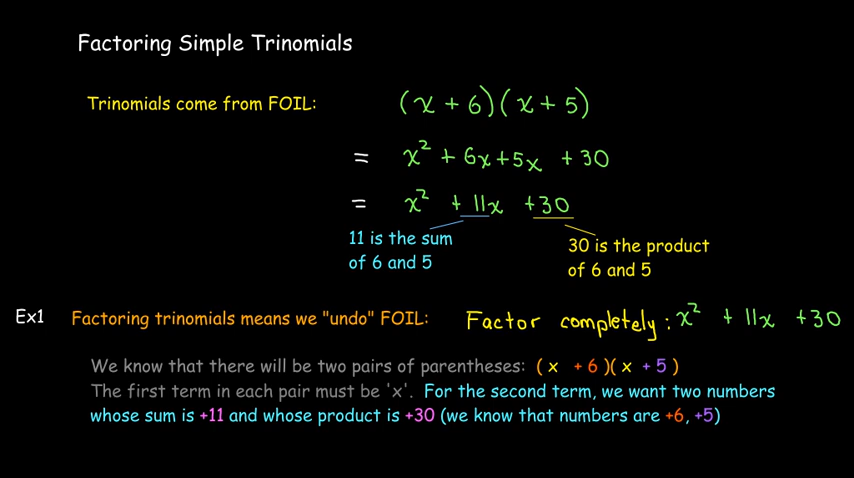 Factoring Simple Trinomials
Trinomials come from FOIL: (x + 6)(x + 5)
= x² + 6x + 5x + 30
= x² + 11x + 30
11 is the sum
of 6 and 5
30 is the product
of 6 and 5
Ex1 Factoring trinomials means we "undo" FOIL: Factor completely: x² + 11x + 30
We know that there will be two pairs of parentheses: (x + 6)(x + 5)
The first term in each pair must be 'x'. For the second term, we want two numbers
whose sum is +11 and whose product is +30 (we know that numbers are +6, +5)